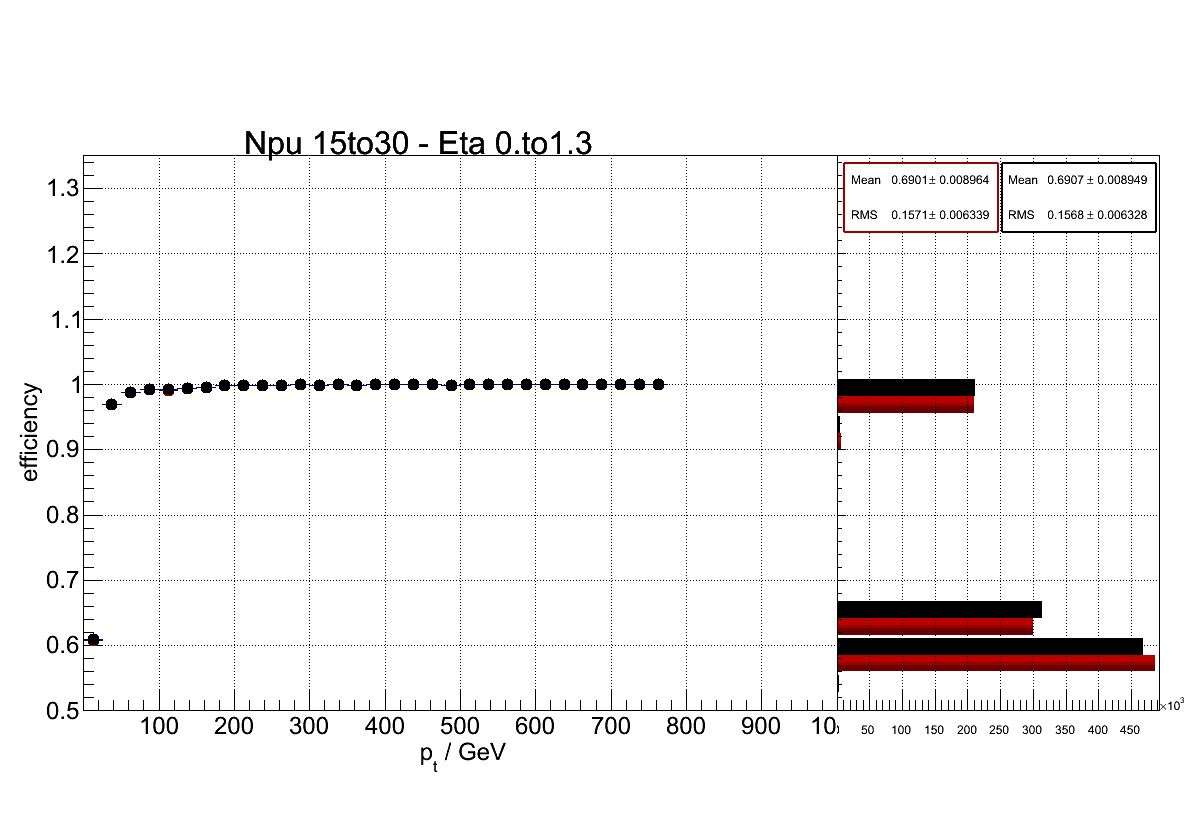 Npu 15to30 - Eta 0.to1.3
Mean 0.6901± 0.008964
RMS 0.1571± 0.006339
Mean 0.6907 ± 0.008949
RMS 0.1568 ± 0.006328
efficiency
1.3
1.2
1.1
1
0.9
0.8
0.7
0.6
0.5
100 200 300 400 500 600 700 800 900 10
p_t / GeV
50 100 150 200 250 300 350 400 450
×10³